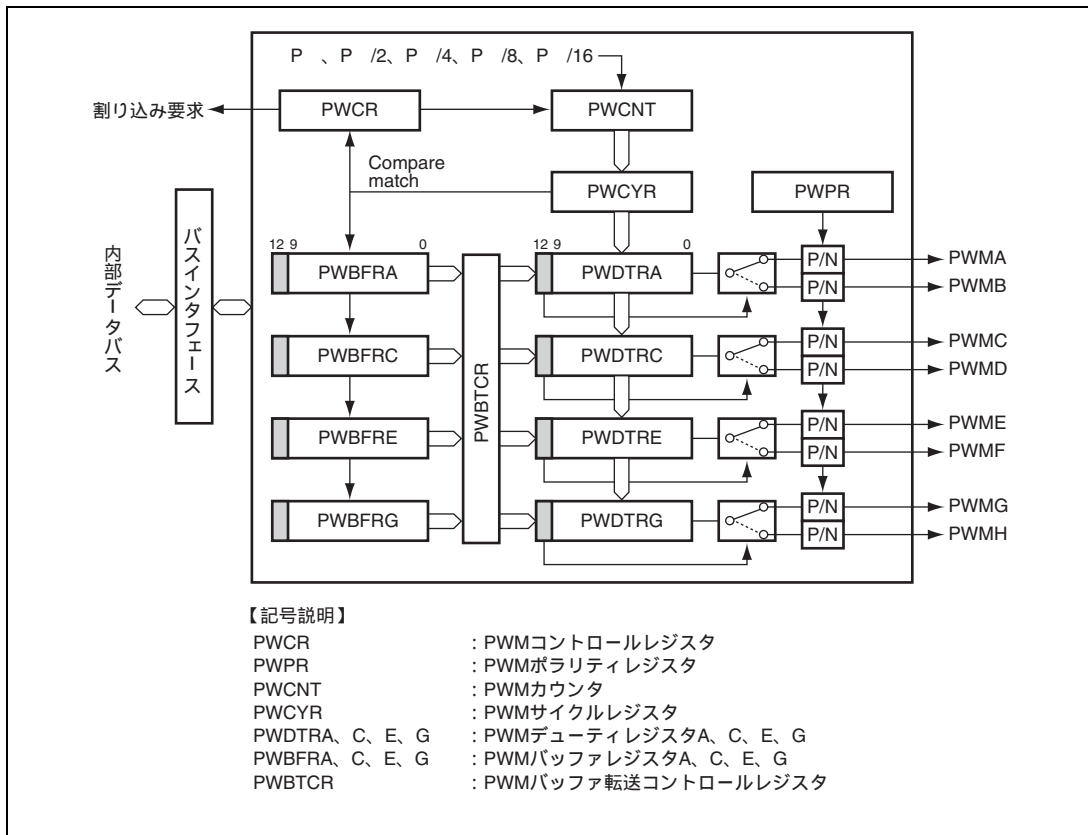 P 、P /2、P /4、P /8、P /16
割り込み要求
PWCR
PWCNT
Compare
match
PWCYR
PWPR
内部データバス
バスインタフェース
12 9 0
PWBFRA
12 9 0
PWDTRA
P/N
PWMA
P/N
PWMB
PWBTCR
PWBFRC
PWDTRC
P/N
PWMC
P/N
PWMD
PWBFRE
PWDTRE
P/N
PWME
P/N
PWMF
PWBFRG
PWDTRG
P/N
PWMG
P/N
PWMH
【記号説明】
PWCR : PWMコントロールレジスタ
PWPR : PWMポラリティレジスタ
PWCNT : PWMカウンタ
PWCYR : PWMサイクルレジスタ
PWDTRA、C、E、G : PWMデューティレジスタA、C、E、G
PWBFRA、C、E、G : PWMバッファレジスタA、C、E、G
PWBTCR : PWMバッファ転送コントロールレジスタ